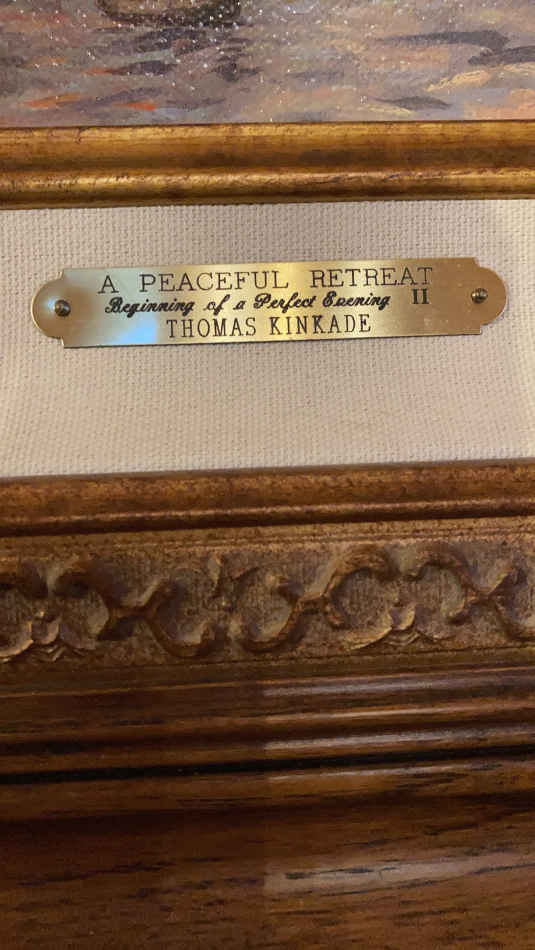 A PEACEFUL RETREAT
Beginning of a Perfect Evening II
THOMAS KINKADE